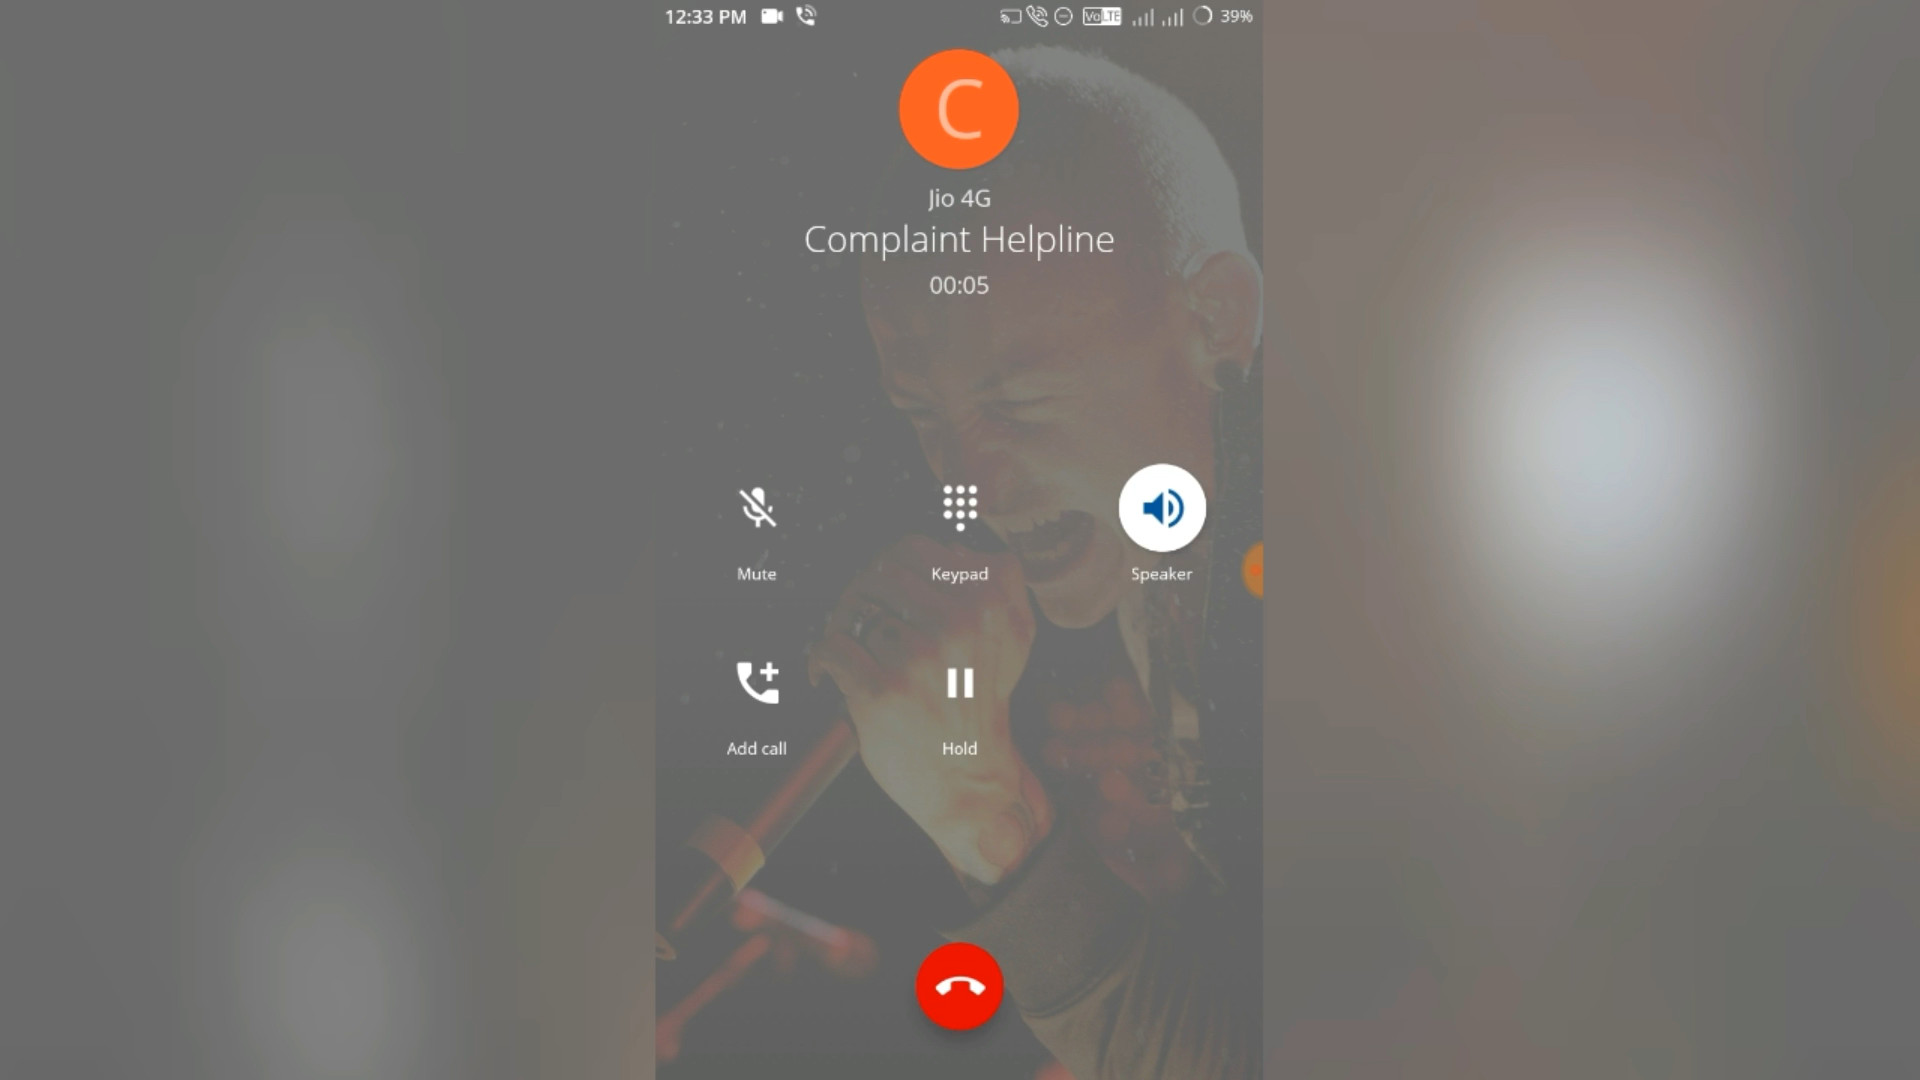 12:33 PM VoLTE 39%
C
Jio 4G
Complaint Helpline
00:05
Mute Keypad Speaker
Add call Hold